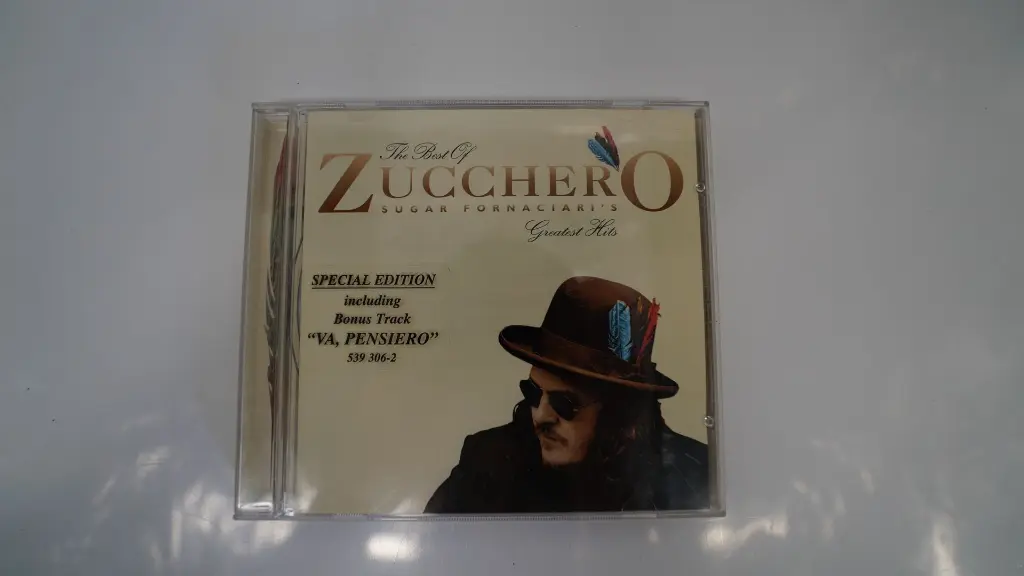 The Best Of
ZUCCHERO
SUGAR FORNACIARI'S
Greatest Hits
SPECIAL EDITION
including
Bonus Track
“VA, PENSIERO”
539 306-2